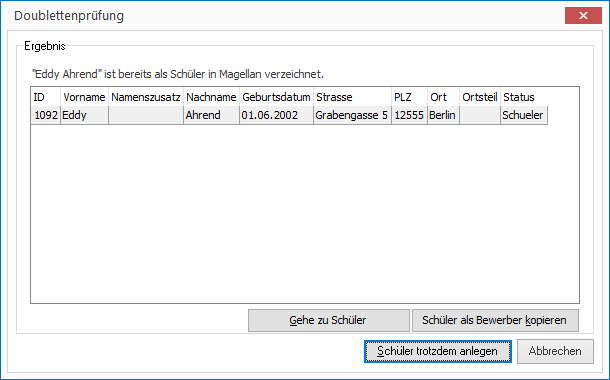 Doublettenprüfung
Ergebnis
"Eddy Ahrend" ist bereits als Schüler in Magellan verzeichnet.
ID Vorname Namenszusatz Nachname Geburtsdatum Strasse PLZ Ort Ortsteil Status
1092 Eddy Ahrend 01.06.2002 Grabengasse 5 12555 Berlin Schueler
Gehe zu Schüler Schüler als Bewerber kopieren
Schüler trotzdem anlegen Abbrechen